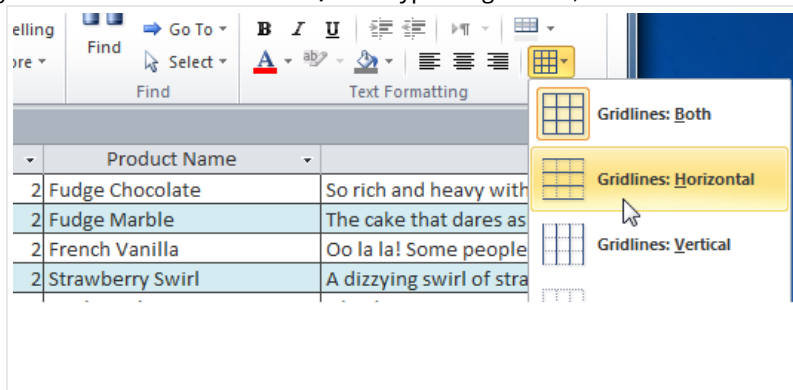 elling
Find
Go To
B I U
ore
Select
A ab
Find
Text Formatting
Gridlines: Both
Product Name
Gridlines: Horizontal
2 Fudge Chocolate So rich and heavy with
2 Fudge Marble The cake that dares as
2 French Vanilla Oo la la! Some people
Gridlines: Vertical
2 Strawberry Swirl A dizzying swirl of stra